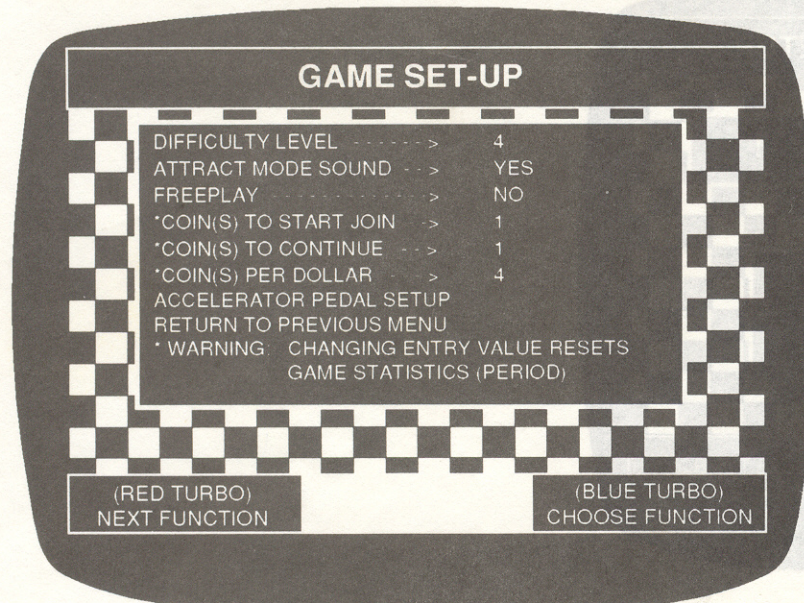 GAME SET-UP
DIFFICULTY LEVEL - - - - - - > 4
ATTRACT MODE SOUND - - > YES
FREEPLAY - - - - - - - - - - - - > NO
*COIN(S) TO START JOIN -> 1
*COIN(S) TO CONTINUE - - > 1
*COIN(S) PER DOLLAR - - > 4
ACCELERATOR PEDAL SETUP
RETURN TO PREVIOUS MENU
* WARNING: CHANGING ENTRY VALUE RESETS
GAME STATISTICS (PERIOD)
(RED TURBO)
NEXT FUNCTION
(BLUE TURBO)
CHOOSE FUNCTION